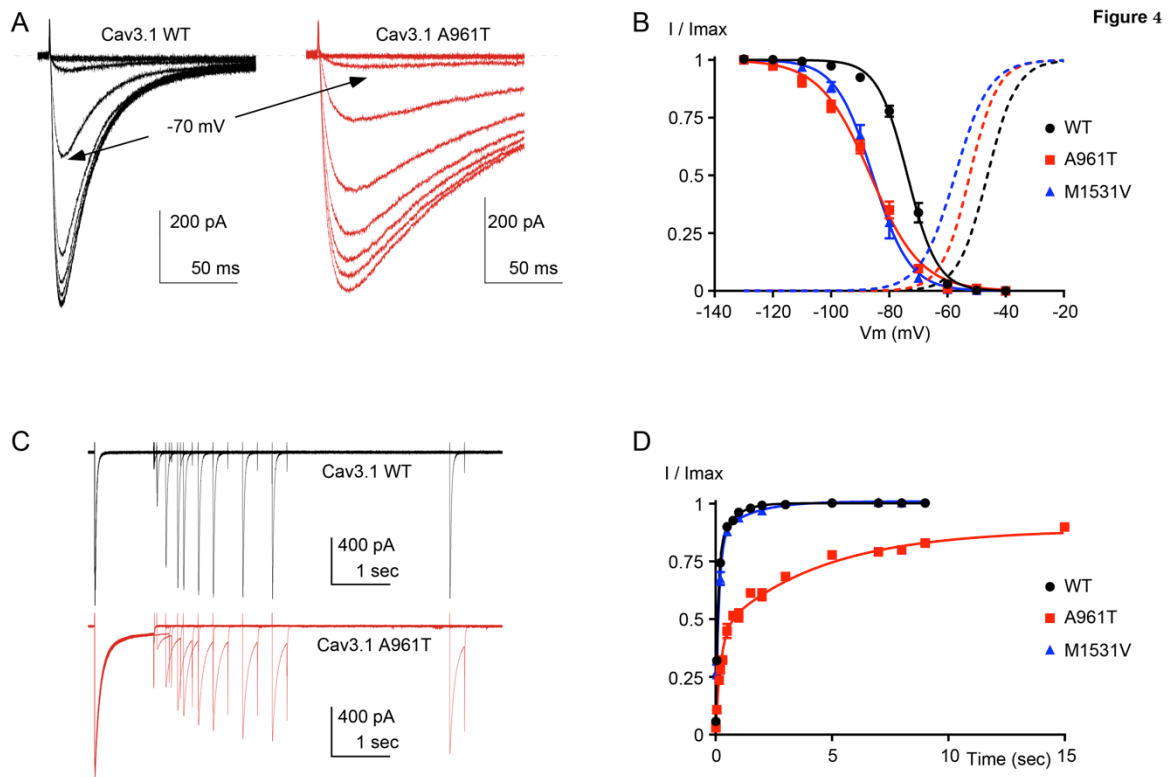 Figure 4
A
Cav3.1 WT
Cav3.1 A961T
-70 mV
200 pA
50 ms
200 pA
50 ms
B
I / Imax
1
0.75
0.5
0.25
0
-140
-120
-100
-80
-60
-40
-20
Vm (mV)
WT
A961T
M1531V
C
Cav3.1 WT
400 pA
1 sec
Cav3.1 A961T
400 pA
1 sec
D
I / Imax
1
0.75
0.5
0.25
0
0
5
10
15
Time (sec)
WT
A961T
M1531V